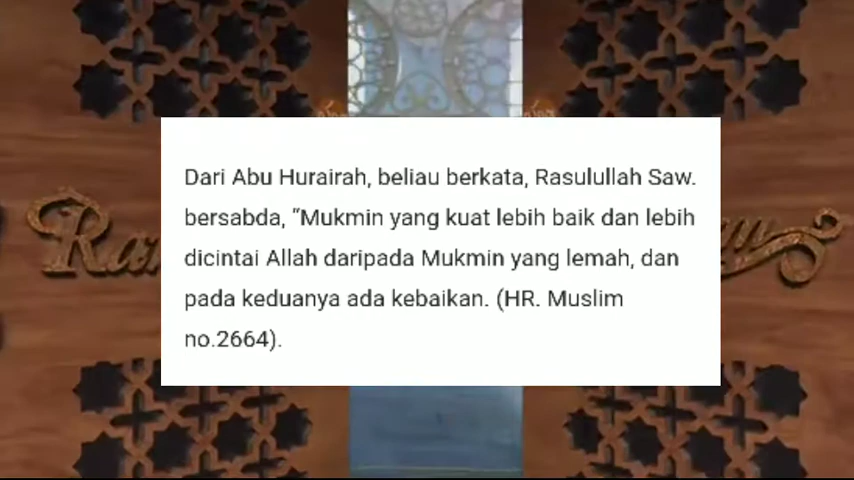 Dari Abu Hurairah, beliau berkata, Rasulullah Saw.
bersabda, “Mukmin yang kuat lebih baik dan lebih
dicintai Allah daripada Mukmin yang lemah, dan
pada keduanya ada kebaikan. (HR. Muslim
no.2664).